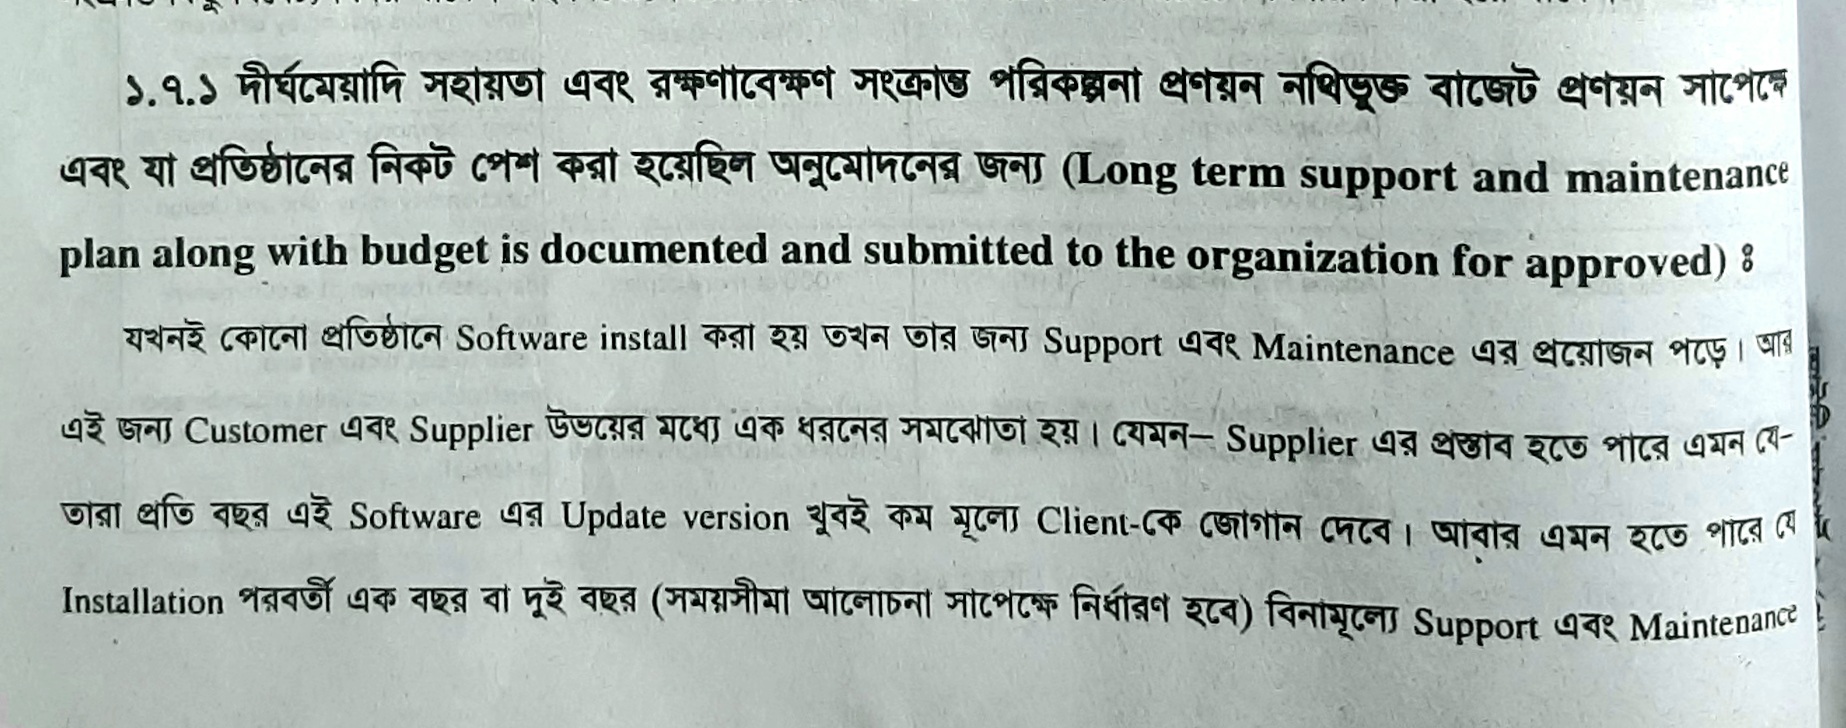 ১.৭.১ দীর্ঘমেয়াদি সহায়তা এবং রক্ষণাবেক্ষণ সংক্রান্ত পরিকল্পনা প্রণয়ন নথিভুক্ত বাজেট প্রণয়ন সাপেক্ষে
এবং যা প্রতিষ্ঠানের নিকট পেশ করা হয়েছিল অনুমোদনের জন্য (Long term support and maintenance
plan along with budget is documented and submitted to the organization for approved) ঃ
যখনই কোনো প্রতিষ্ঠানে Software install করা হয় তখন তার জন্য Support এবং Maintenance এর প্রয়োজন পড়ে। আর
এই জন্য Customer এবং Supplier উভয়ের মধ্যে এক ধরনের সমঝোতা হয়। যেমন– Supplier এর প্রস্তাব হতে পারে এমন যে-
তারা প্রতি বছর এই Software এর Update version খুবই কম মূল্যে Client-কে জোগান দেবে। আবার এমন হতে পারে যে
Installation পরবর্তী এক বছর বা দুই বছর (সময়সীমা আলোচনা সাপেক্ষে নির্ধারণ হবে) বিনামূল্যে Support এবং Maintenance